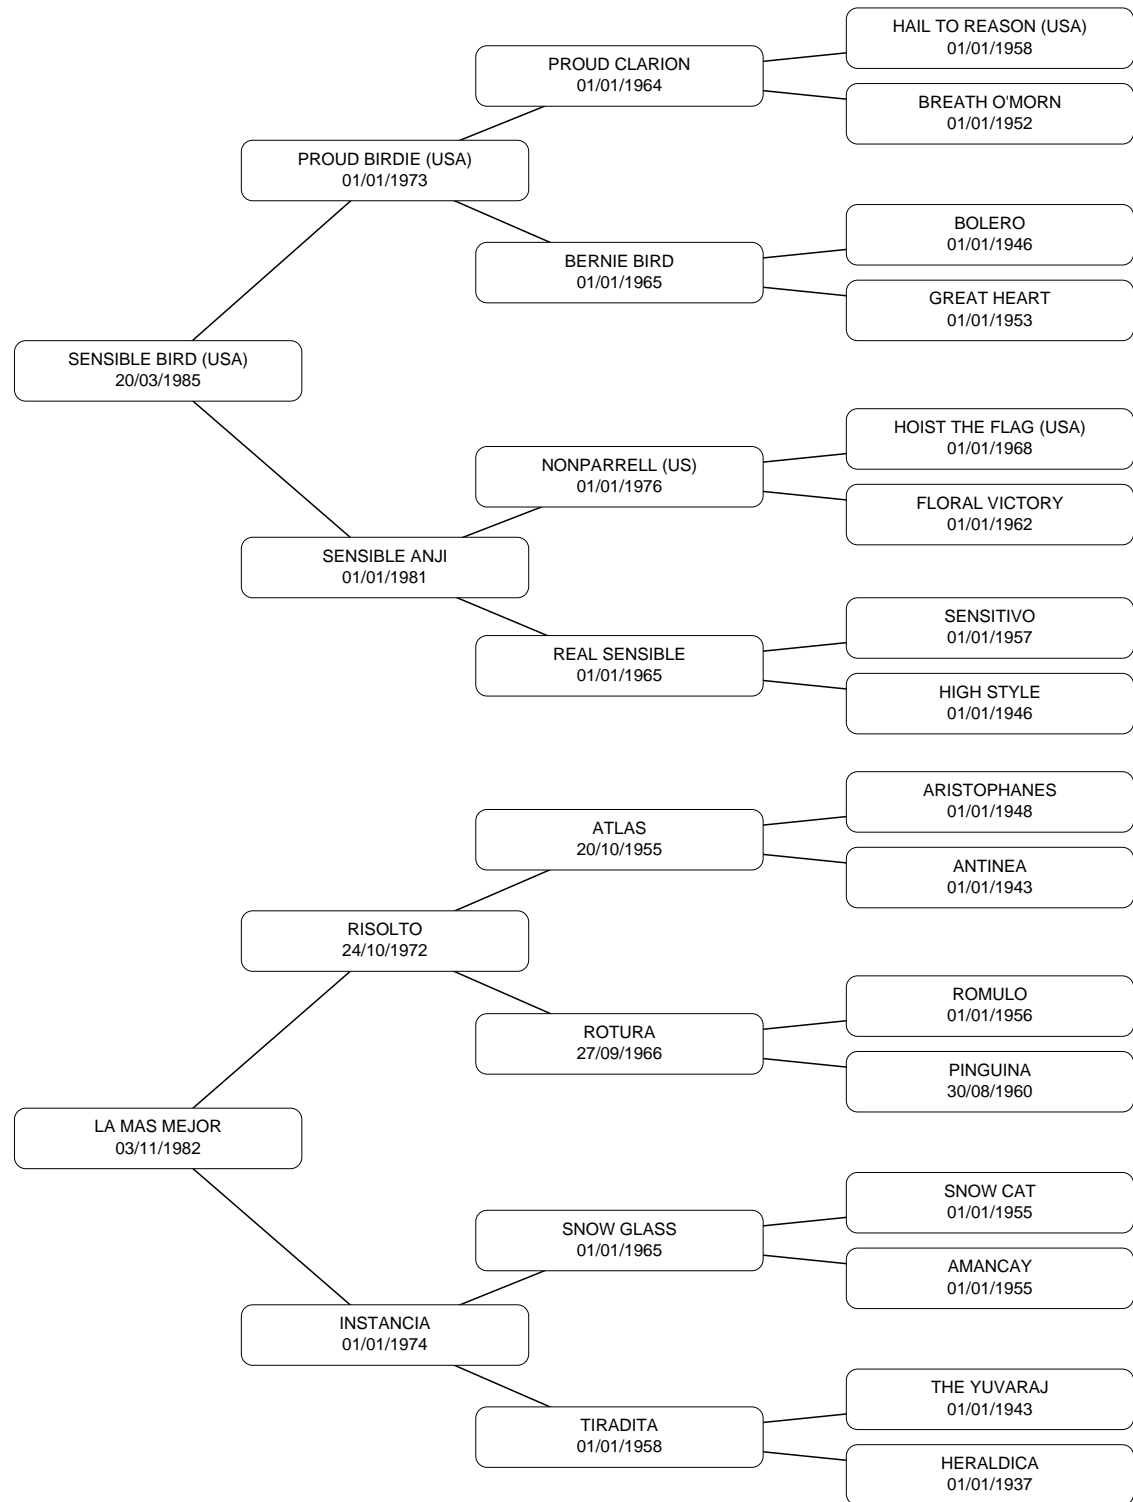 HAIL TO REASON (USA)
01/01/1958
PROUD CLARION
01/01/1964
BREATH O'MORN
01/01/1952
PROUD BIRDIE (USA)
01/01/1973
BOLERO
01/01/1946
BERNIE BIRD
01/01/1965
GREAT HEART
01/01/1953
SENSIBLE BIRD (USA)
20/03/1985
HOIST THE FLAG (USA)
01/01/1968
NONPARRELL (US)
01/01/1976
FLORAL VICTORY
01/01/1962
SENSIBLE ANJI
01/01/1981
SENSITIVO
01/01/1957
REAL SENSIBLE
01/01/1965
HIGH STYLE
01/01/1946
ARISTOPHANES
01/01/1948
ATLAS
20/10/1955
ANTINEA
01/01/1943
RISOLTO
24/10/1972
ROMULO
01/01/1956
ROTURA
27/09/1966
PINGUINA
30/08/1960
LA MAS MEJOR
03/11/1982
SNOW CAT
01/01/1955
SNOW GLASS
01/01/1965
AMANCAY
01/01/1955
INSTANCIA
01/01/1974
THE YUVARAJ
01/01/1943
TIRADITA
01/01/1958
HERALDICA
01/01/1937